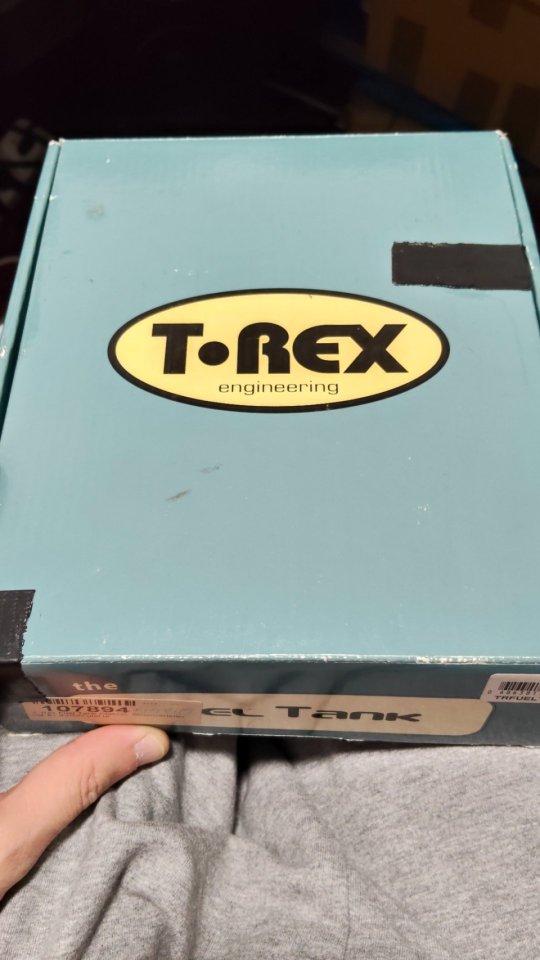 T•REX
engineering
the
EL Tank
107894
TRFUEL